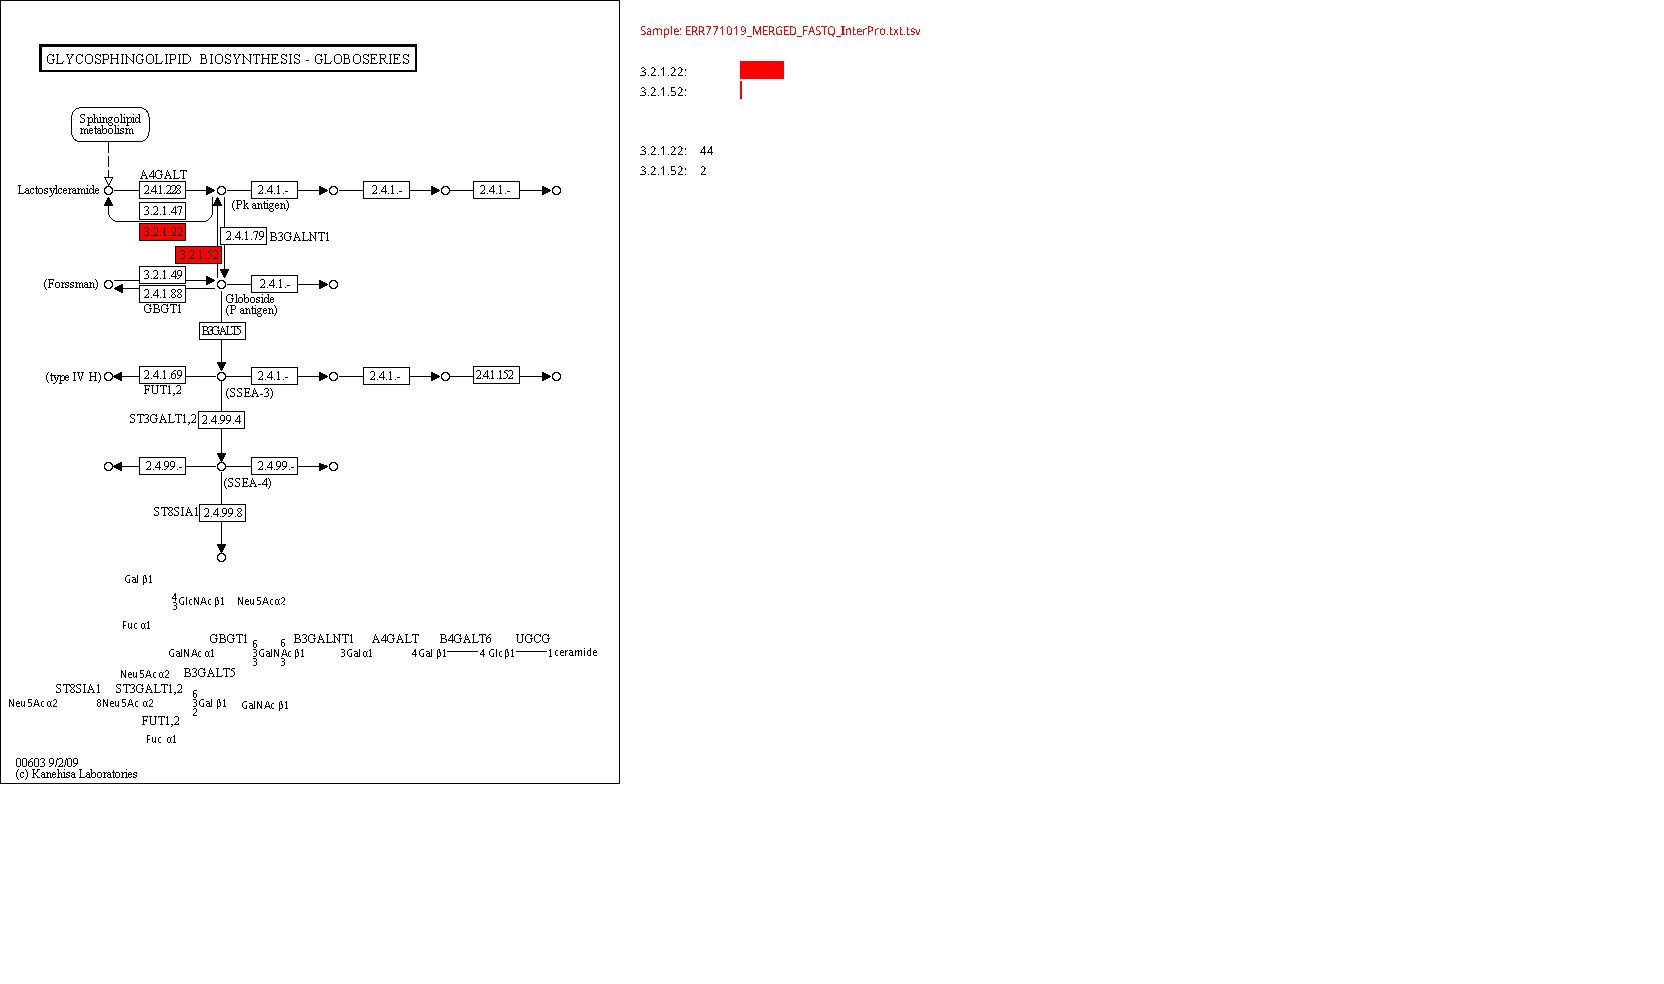 GLYCOSPHINGOLIPID BIOSYNTHESIS - GLOBOSERIES
Sphingolipid
metabolism
A4GALT
Lactosylceramide
2.4.1.228
2.4.1.-
2.4.1.-
2.4.1.-
(Pk antigen)
3.2.1.47
3.2.1.22
2.4.1.79
B3GALNT1
3.2.1.52
3.2.1.49
(Forssman)
2.4.1.-
2.4.1.88
Globoside
(P antigen)
GBGT1
B3GALT5
(type IV H)
2.4.1.69
2.4.1.-
2.4.1.-
2.4.1.152
FUT1,2
(SSEA-3)
ST3GALT1,2
2.4.99.4
2.4.99.-
2.4.99.-
(SSEA-4)
ST8SIA1
2.4.99.8
Gal β1
4
3
GlcNAc β1
Neu5Ac α2
Fuc α1
GBGT1
B3GALNT1
A4GALT
B4GALT6
UGCG
6
6
GalNAc α1
3
GalNAc β1
3Gal α1
4 Gal β1
4 Glc β1
1 ceramide
3
3
Neu5Ac α2
B3GALT5
ST8SIA1
ST3GALT1,2
6
Neu5Ac α2
8Neu5Ac α2
3Gal β1
GalNAc β1
2
FUT1,2
Fuc α1
00603 9/2/09
(c) Kanehisa Laboratories
Sample: ERR771019_MERGED_FASTQ_InterPro.txt.tsv
3.2.1.22:
3.2.1.52:
3.2.1.22: 44
3.2.1.52: 2